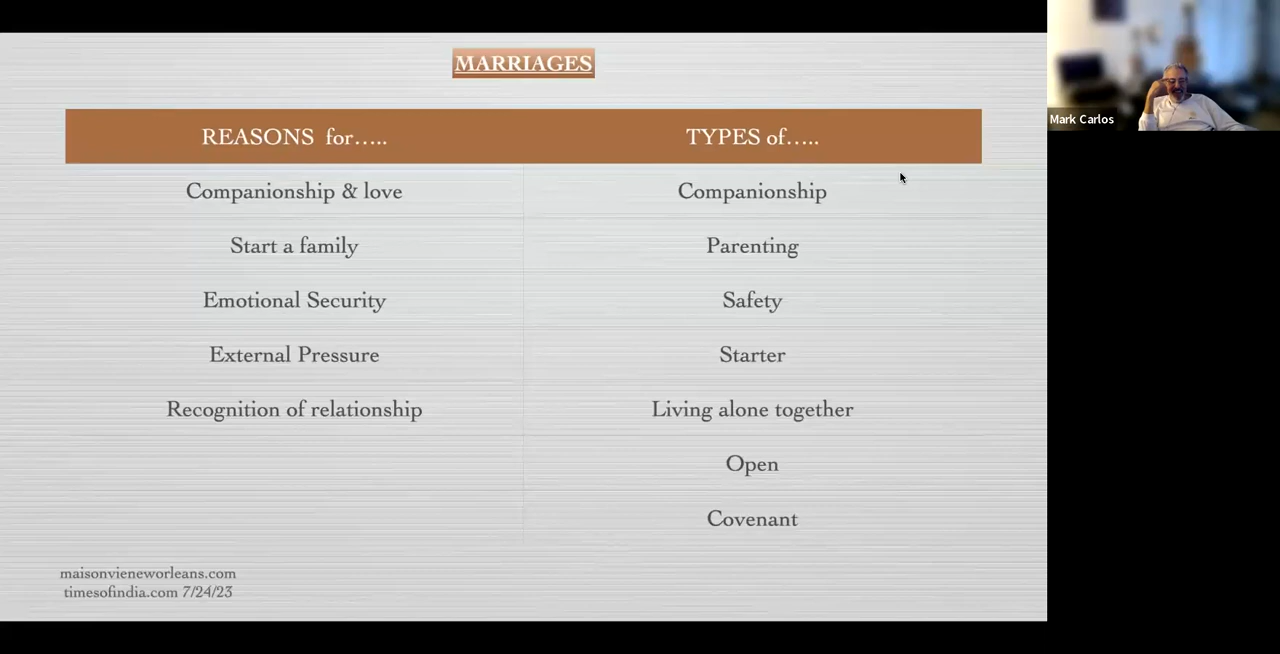 MARRIAGES
REASONS for….. TYPES of…..
Companionship & love Companionship
Start a family Parenting
Emotional Security Safety
External Pressure Starter
Recognition of relationship Living alone together
Open
Covenant
maisonvieneworleans.com
timesofindia.com 7/24/23
Mark Carlos